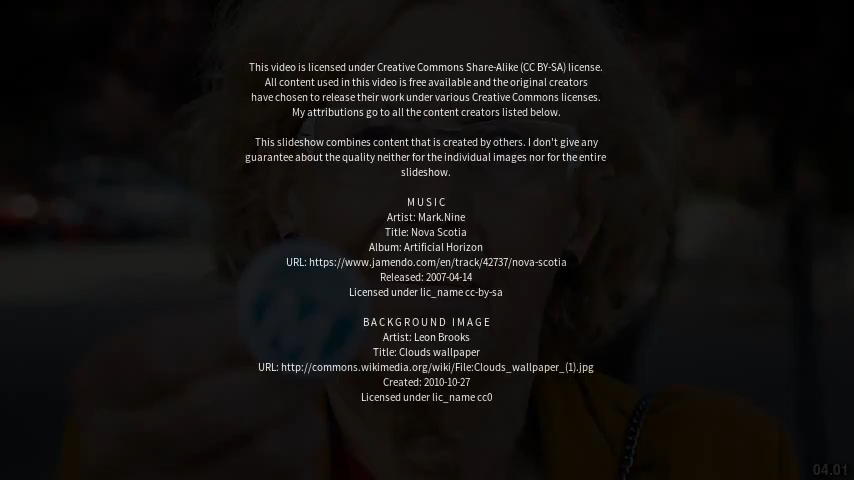 This video is licensed under Creative Commons Share-Alike (CC BY-SA) license.
All content used in this video is free available and the original creators
have chosen to release their work under various Creative Commons licenses.
My attributions go to all the content creators listed below.
This slideshow combines content that is created by others. I don't give any
guarantee about the quality neither for the individual images nor for the entire
slideshow.
MUSIC
Artist: Mark.Nine
Title: Nova Scotia
Album: Artificial Horizon
URL: https://www.jamendo.com/en/track/42737/nova-scotia
Released: 2007-04-14
Licensed under lic_name cc-by-sa
BACKGROUND IMAGE
Artist: Leon Brooks
Title: Clouds wallpaper
URL: http://commons.wikimedia.org/wiki/File:Clouds_wallpaper_(1).jpg
Created: 2010-10-27
Licensed under lic_name cc0
04.01